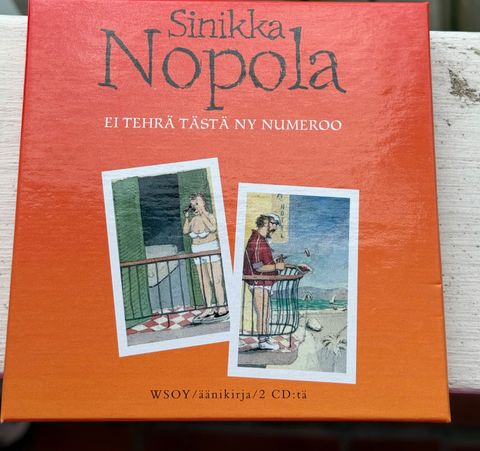 Sinikka
Nopola
EI TEHRÄ TÄSTÄ NY NUMEROO
WSOY/äänikirja/2 CD:tä